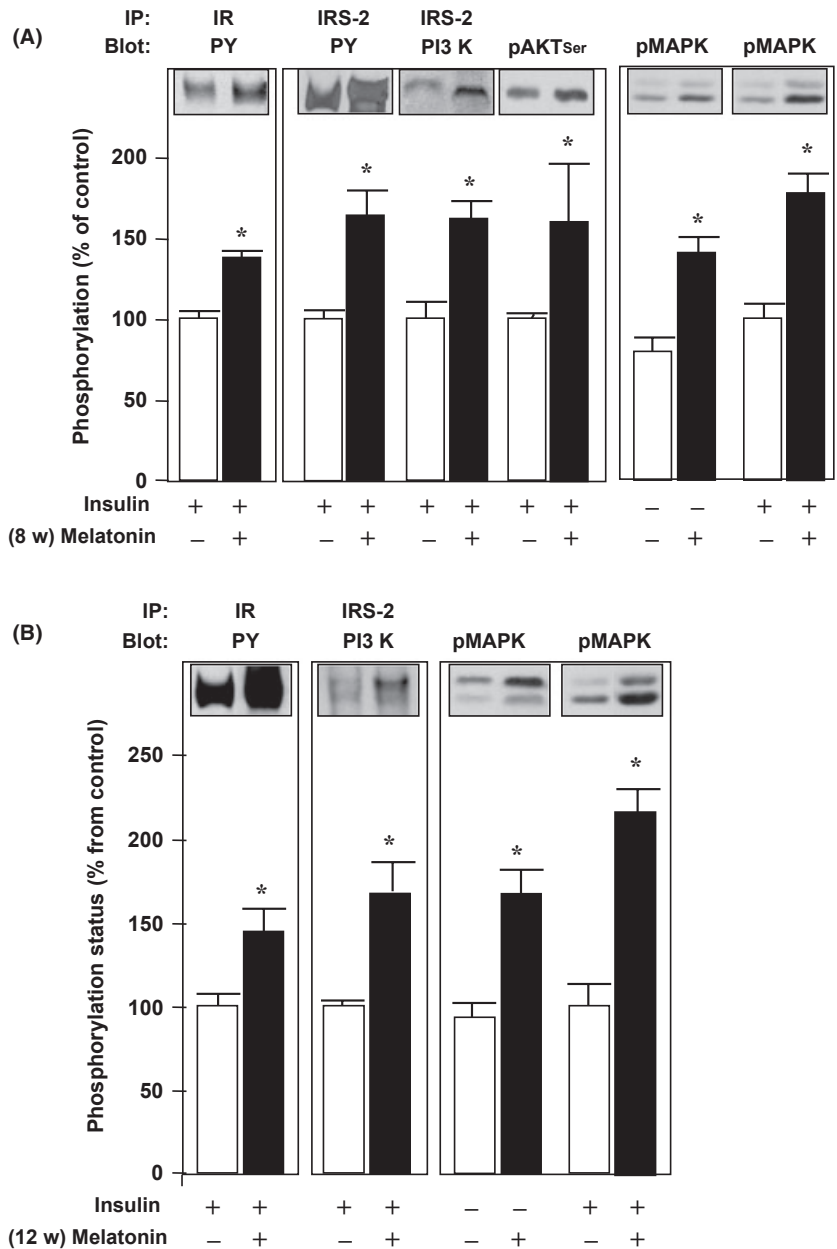 (A)
IP: IR IRS-2 IRS-2
Blot: PY PY PI3 K pAKTSer pMAPK pMAPK
Phosphorylation (% of control)
200
150
100
50
0
* * * * * *
Insulin + + + + + + + + – – + +
(8 w) Melatonin – + – + – + – + – + – +
(B)
IP: IR IRS-2
Blot: PY PI3 K pMAPK pMAPK
Phosphorylation status (% from control)
250
200
150
100
50
0
* * * *
Insulin + + + + – – + +
(12 w) Melatonin – + – + – + – +